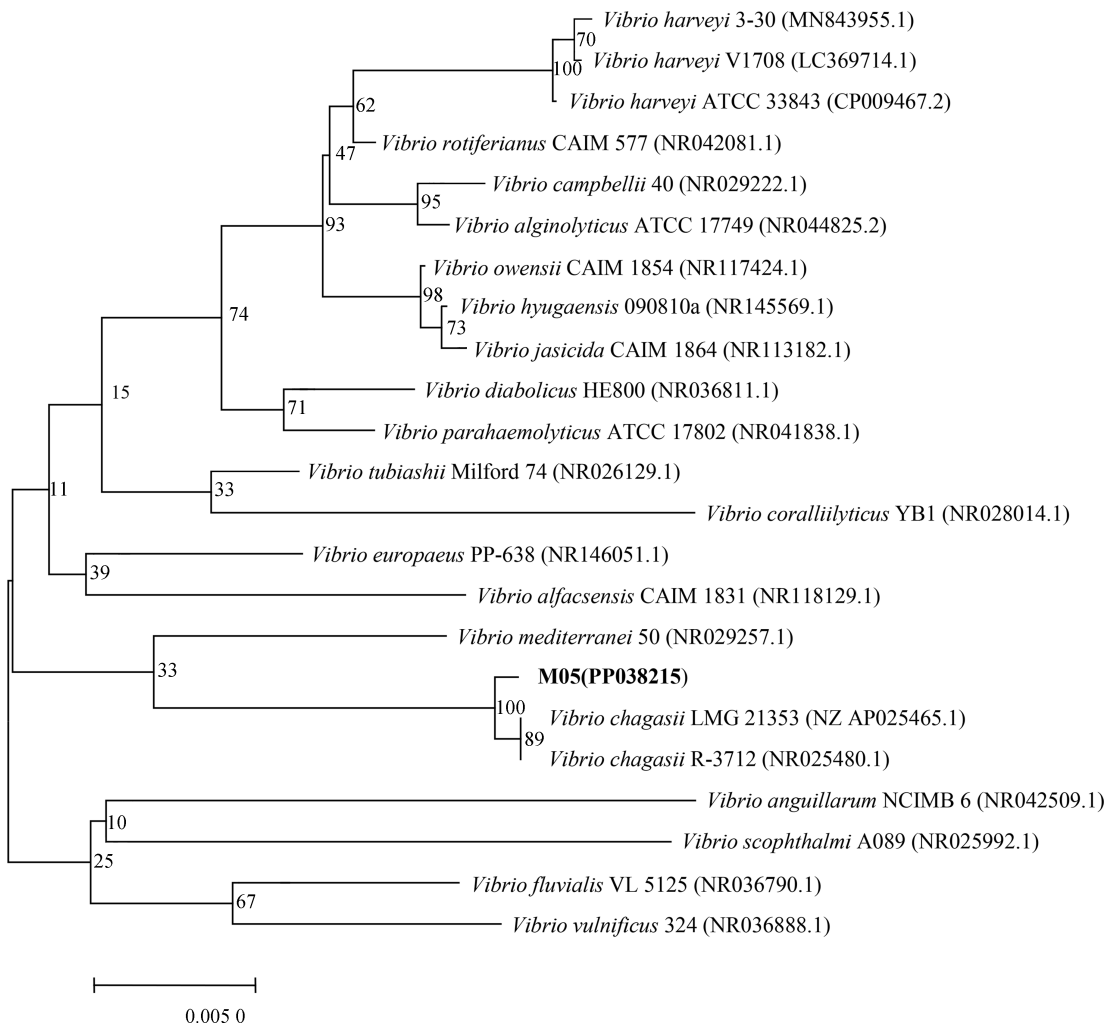 Vibrio harveyi 3-30 (MN843955.1)
70
Vibrio harveyi V1708 (LC369714.1)
100
Vibrio harveyi ATCC 33843 (CP009467.2)
62
Vibrio rotiferianus CAIM 577 (NR042081.1)
47
Vibrio campbellii 40 (NR029222.1)
95
Vibrio alginolyticus ATCC 17749 (NR044825.2)
93
Vibrio owensii CAIM 1854 (NR117424.1)
98
Vibrio hyugaensis 090810a (NR145569.1)
74
73
Vibrio jasicida CAIM 1864 (NR113182.1)
Vibrio diabolicus HE800 (NR036811.1)
15
71
Vibrio parahaemolyticus ATCC 17802 (NR041838.1)
Vibrio tubiashii Milford 74 (NR026129.1)
11
33
Vibrio coralliilyticus YB1 (NR028014.1)
Vibrio europaeus PP-638 (NR146051.1)
39
Vibrio alfacsensis CAIM 1831 (NR118129.1)
Vibrio mediterranei 50 (NR029257.1)
33
M05(PP038215)
100
Vibrio chagasii LMG 21353 (NZ AP025465.1)
89
Vibrio chagasii R-3712 (NR025480.1)
Vibrio anguillarum NCIMB 6 (NR042509.1)
10
Vibrio scophthalmi A089 (NR025992.1)
25
Vibrio fluvialis VL 5125 (NR036790.1)
67
Vibrio vulnificus 324 (NR036888.1)
0.005 0